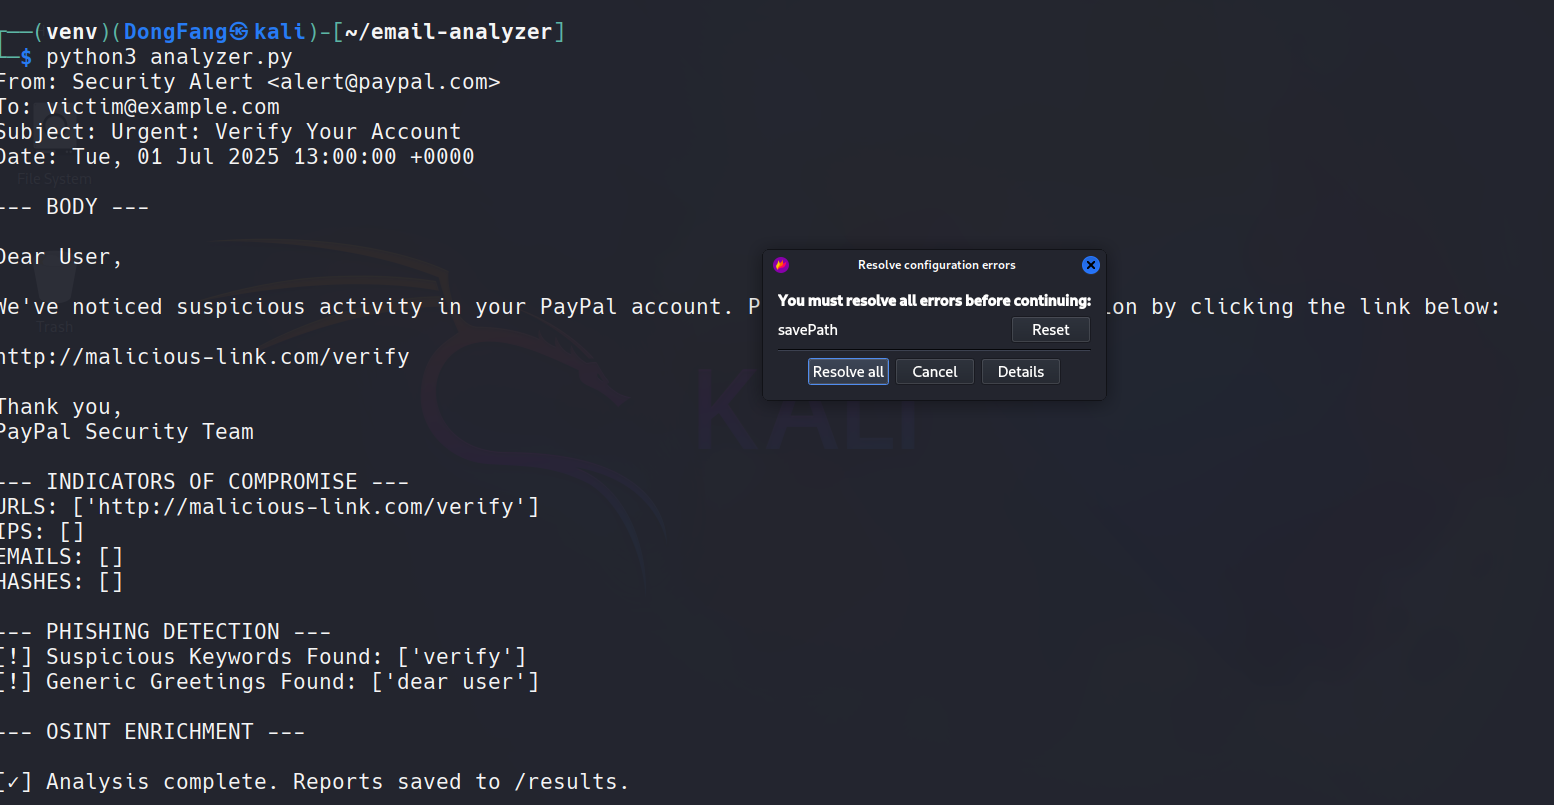 (venv)(DongFang㉿kali)-[~/email-analyzer]
$ python3 analyzer.py
From: Security Alert <alert@paypal.com>
To: victim@example.com
Subject: Urgent: Verify Your Account
Date: Tue, 01 Jul 2025 13:00:00 +0000
File System
--- BODY ---
Dear User,
We've noticed suspicious activity in your PayPal account. P
on by clicking the link below:
Trash
http://malicious-link.com/verify
Thank you,
PayPal Security Team
--- INDICATORS OF COMPROMISE ---
URLS: ['http://malicious-link.com/verify']
IPS: []
EMAILS: []
HASHES: []
--- PHISHING DETECTION ---
[!] Suspicious Keywords Found: ['verify']
[!] Generic Greetings Found: ['dear user']
--- OSINT ENRICHMENT ---
[✓] Analysis complete. Reports saved to /results.
Resolve configuration errors
You must resolve all errors before continuing:
savePath Reset
Resolve all Cancel Details
KALI